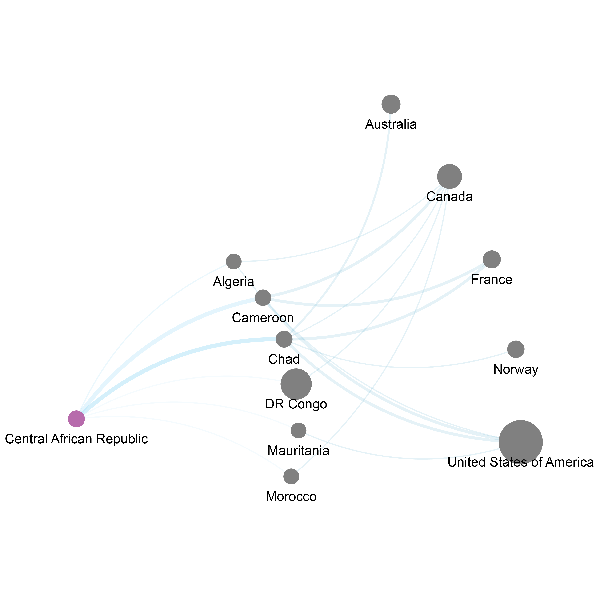 Australia
Canada
Algeria
France
Cameroon
Chad
Norway
DR Congo
Central African Republic
Mauritania
United States of America
Morocco